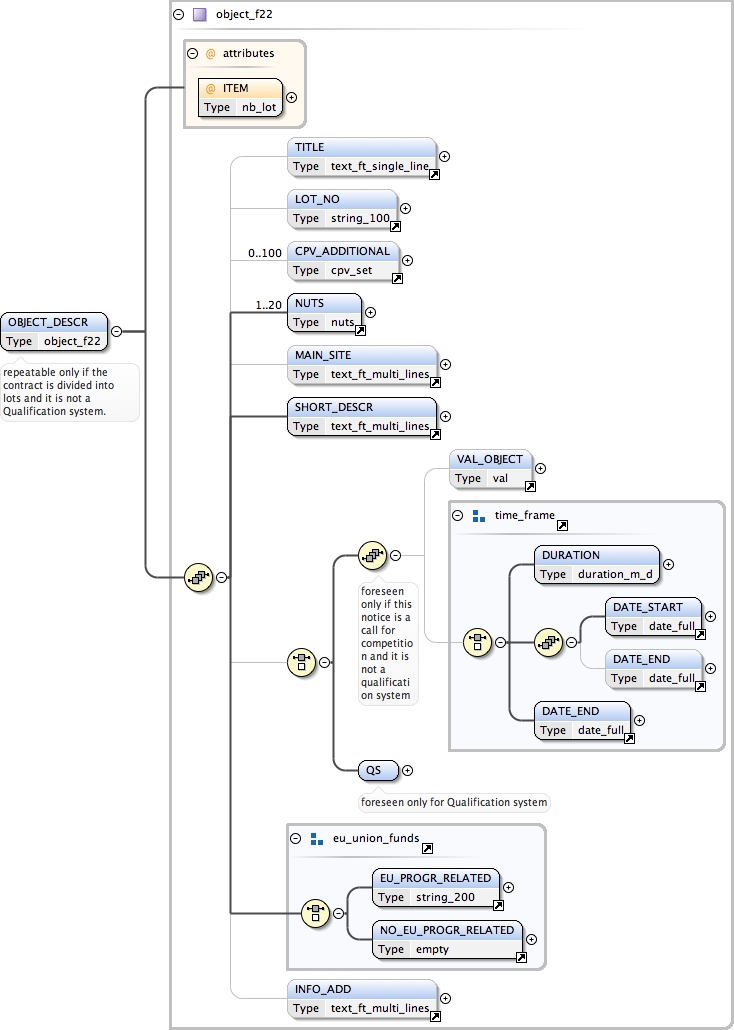 object_f22
@ attributes
@ ITEM
Type nb_lot
TITLE
Type text_ft_single_line
LOT_NO
Type string_100
0..100
CPV_ADDITIONAL
Type cpv_set
1..20
NUTS
Type nuts
OBJECT_DESCR
Type object_f22
repeatable only if the
contract is divided into
lots and it is not a
Qualification system.
MAIN_SITE
Type text_ft_multi_lines
SHORT_DESCR
Type text_ft_multi_lines
VAL_OBJECT
Type val
time_frame
DURATION
Type duration_m_d
DATE_START
Type date_full
DATE_END
Type date_full
DATE_END
Type date_full
foreseen
only if this
notice is a
call for
competitio
n and it is
not a
qualificati
on system
QS
foreseen only for Qualification system
eu_union_funds
EU_PROGR_RELATED
Type string_200
NO_EU_PROGR_RELATED
Type empty
INFO_ADD
Type text_ft_multi_lines